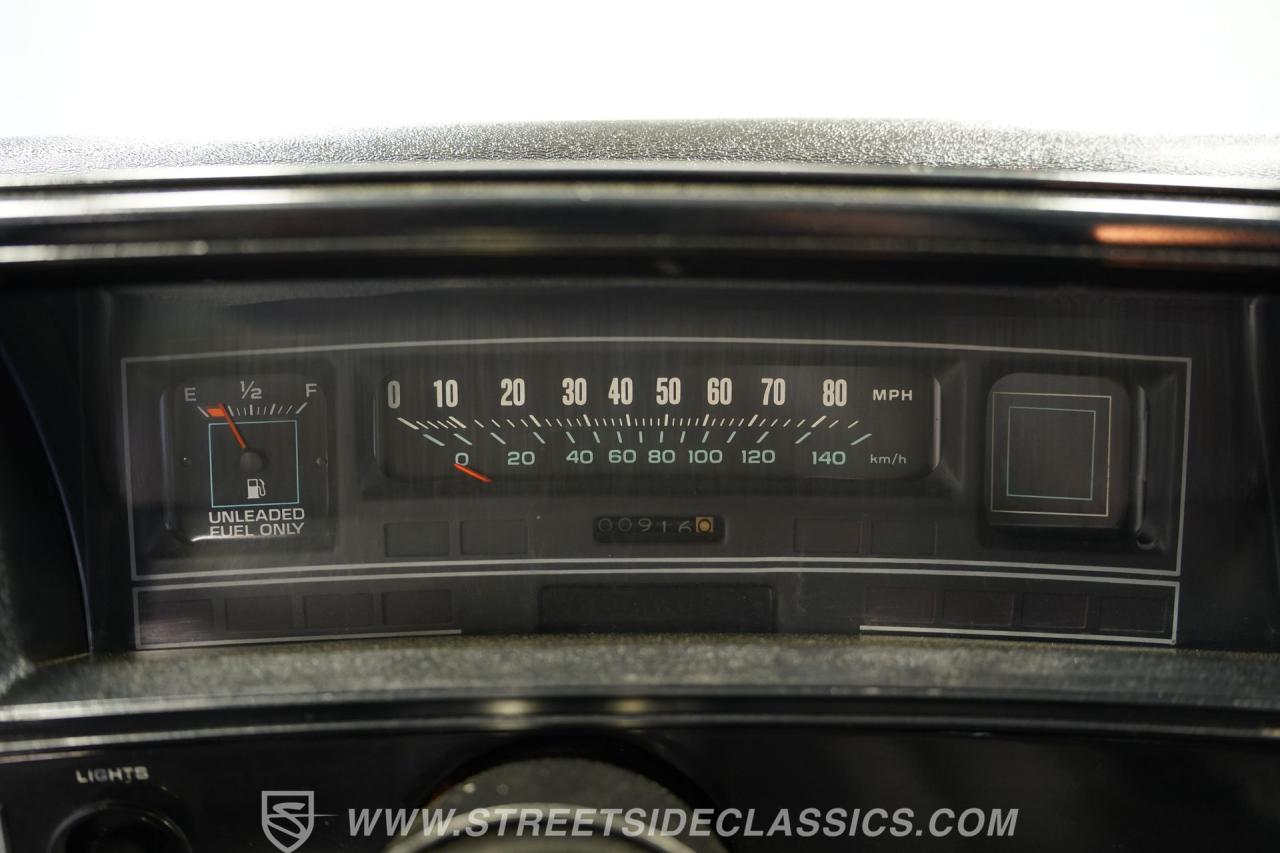 E ½ F
UNLEADED
FUEL ONLY
0 10 20 30 40 50 60 70 80 MPH
0 20 40 60 80 100 120 140 km/h
00916
LIGHTS
WWW.STREETSIDECLASSICS.COM